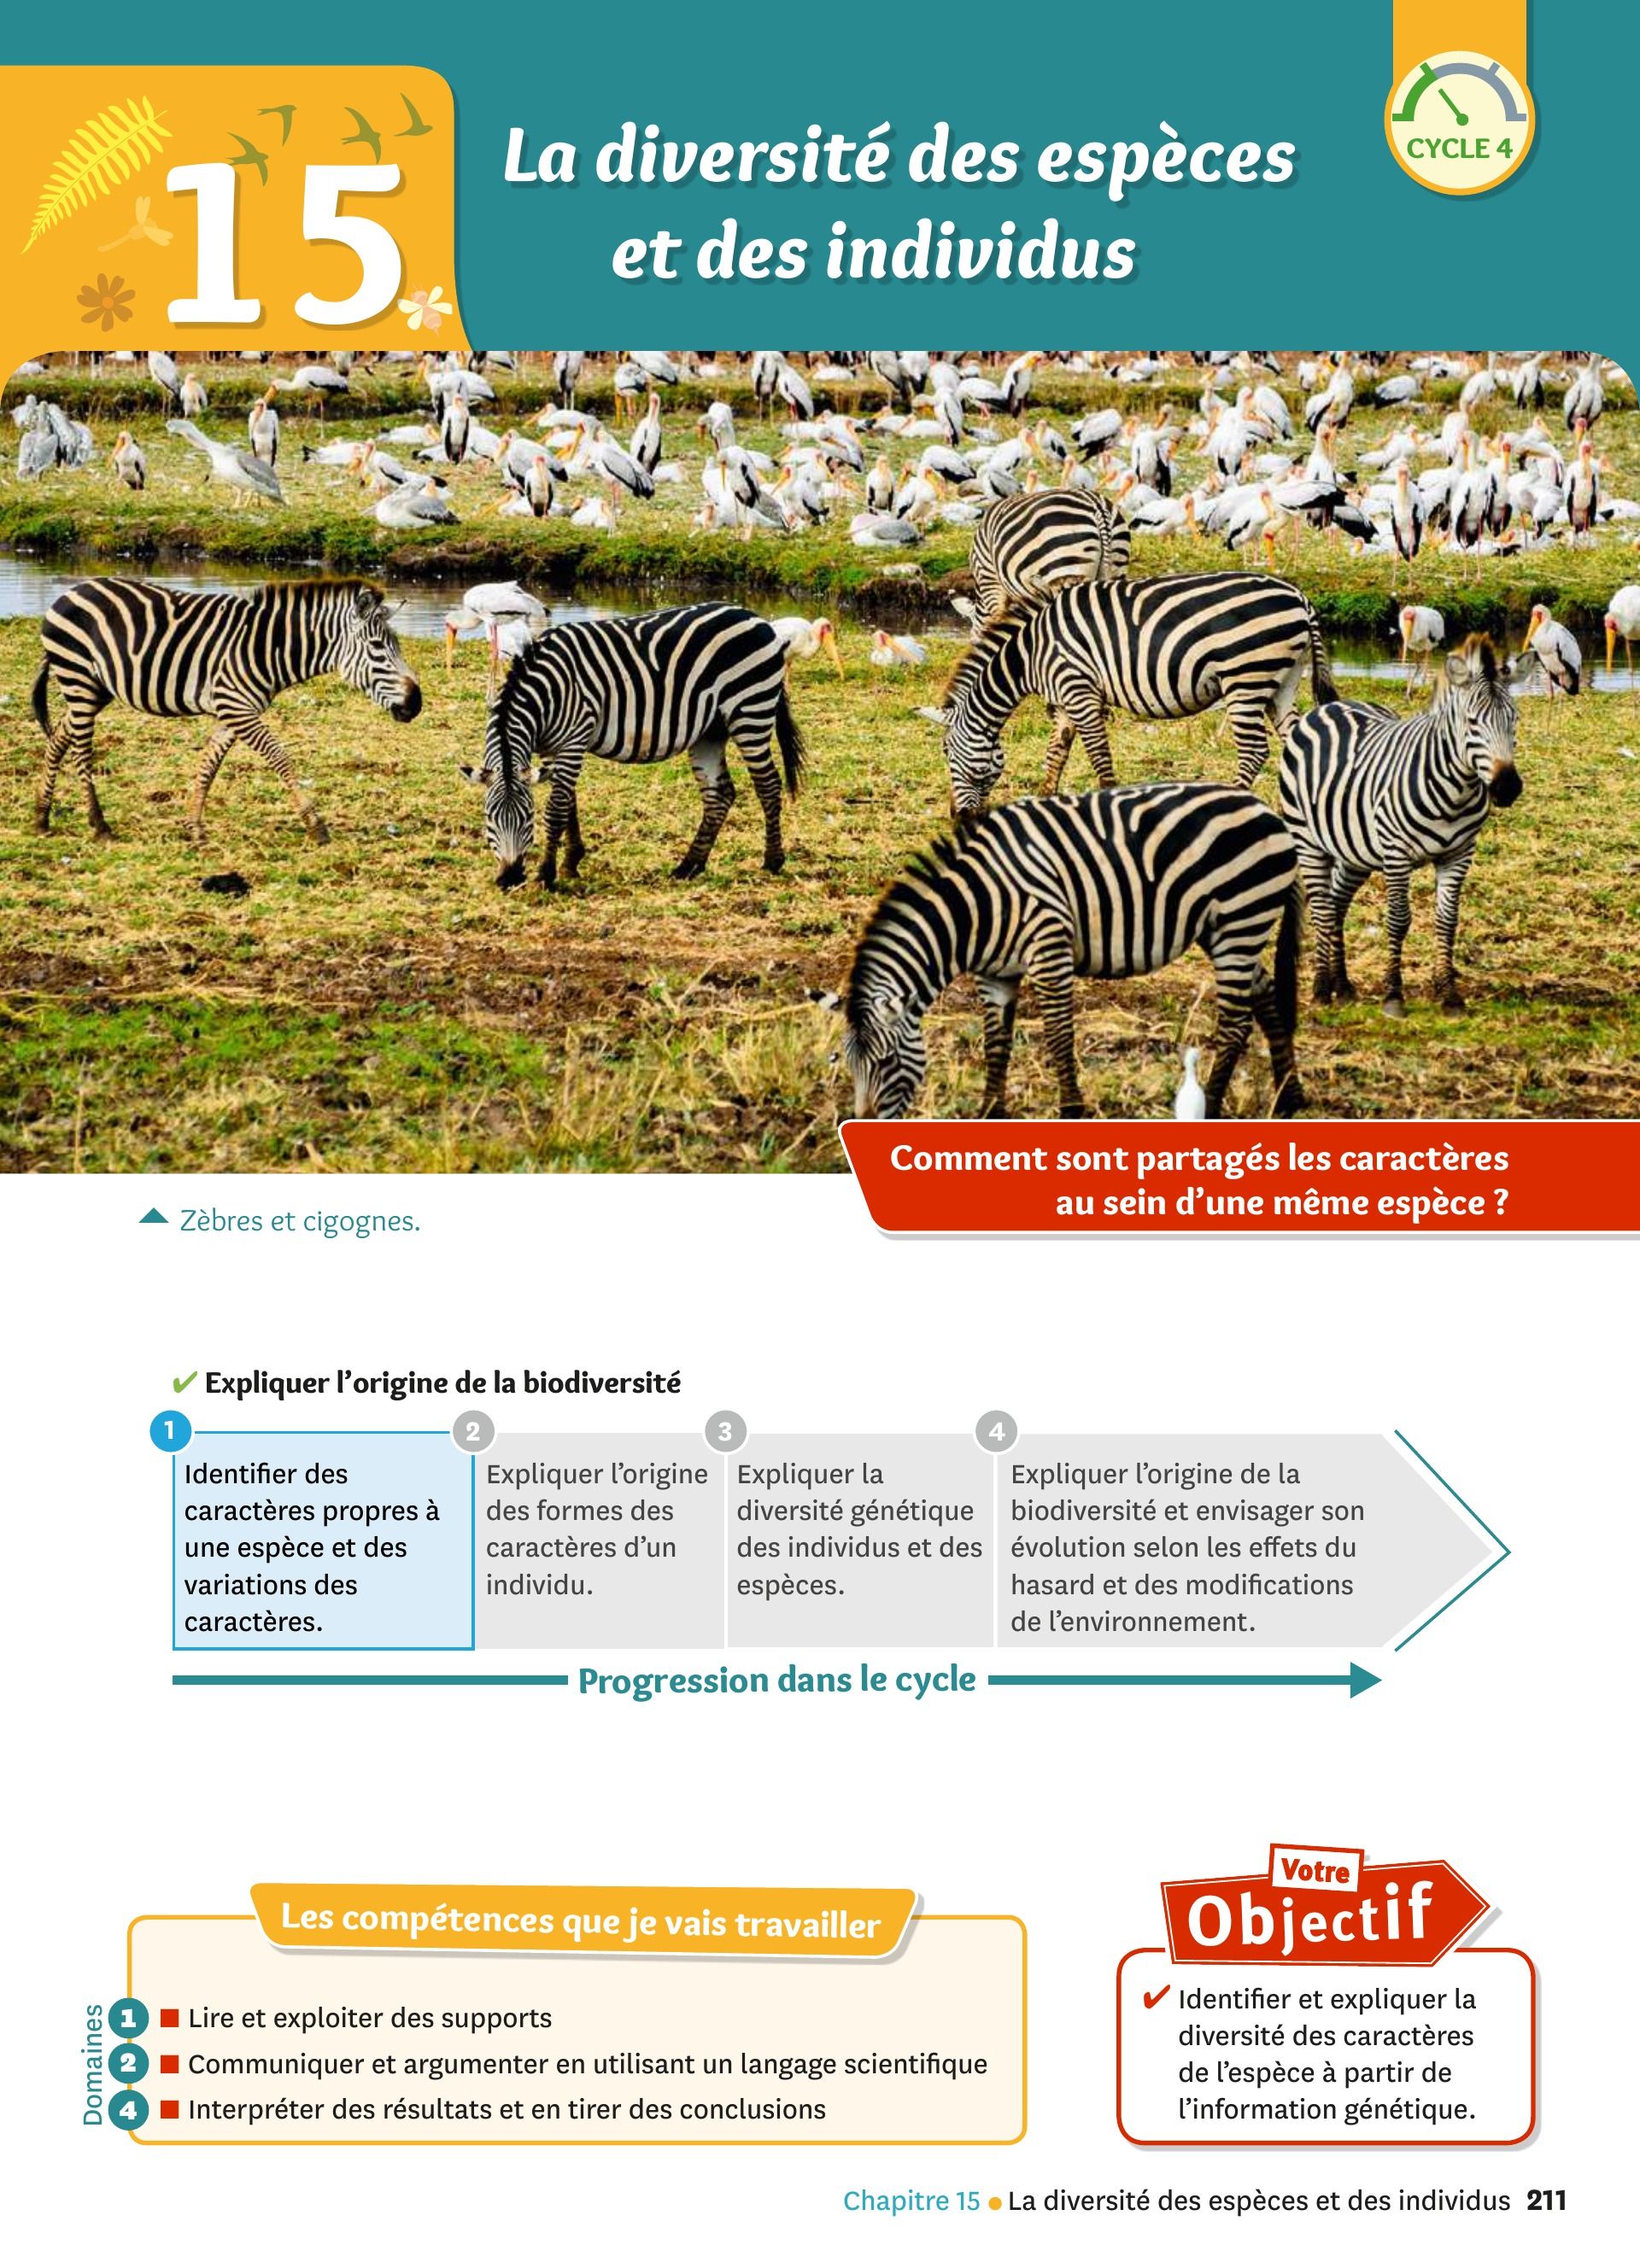 15
La diversité des espèces
et des individus
CYCLE 4
Comment sont partagés les caractères
au sein d'une même espèce ?
Zèbres et cigognes.
✔ Expliquer l'origine de la biodiversité
1
Identifier des
caractères propres à
une espèce et des
variations des
caractères.
2
Expliquer l'origine
des formes des
caractères d'un
individu.
3
Expliquer la
diversité génétique
des individus et des
espèces.
4
Expliquer l'origine de la
biodiversité et envisager son
évolution selon les effets du
hasard et des modifications
de l'environnement.
Progression dans le cycle
Les compétences que je vais travailler
Domaines
1 ■ Lire et exploiter des supports
2 ■ Communiquer et argumenter en utilisant un langage scientifique
4 ■ Interpréter des résultats et en tirer des conclusions
Votre
Objectif
✔ Identifier et expliquer la
diversité des caractères
de l'espèce à partir de
l'information génétique.
Chapitre 15 ● La diversité des espèces et des individus 211